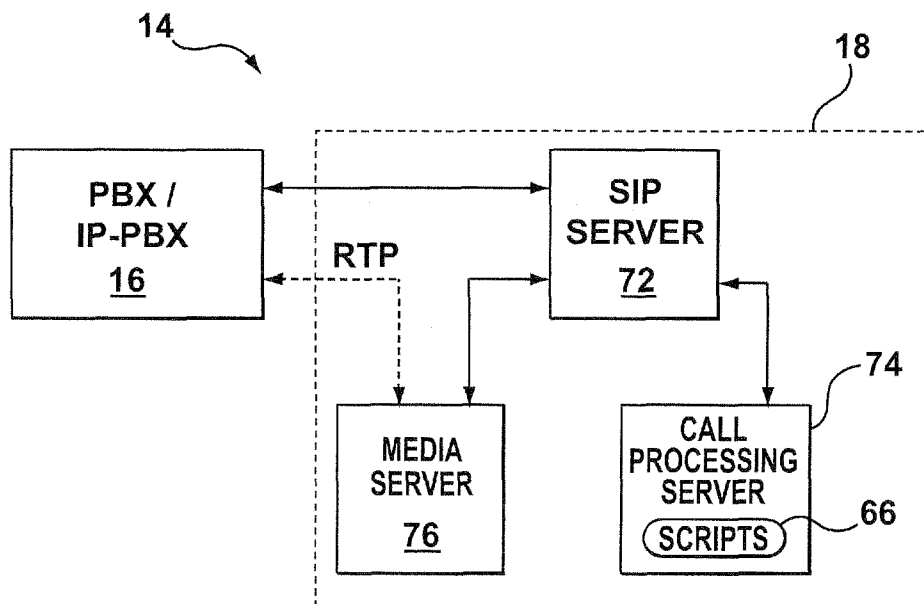 14
18
PBX /
IP-PBX
16
RTP
SIP
SERVER
72
MEDIA
SERVER
76
74
CALL
PROCESSING
SERVER
SCRIPTS
66